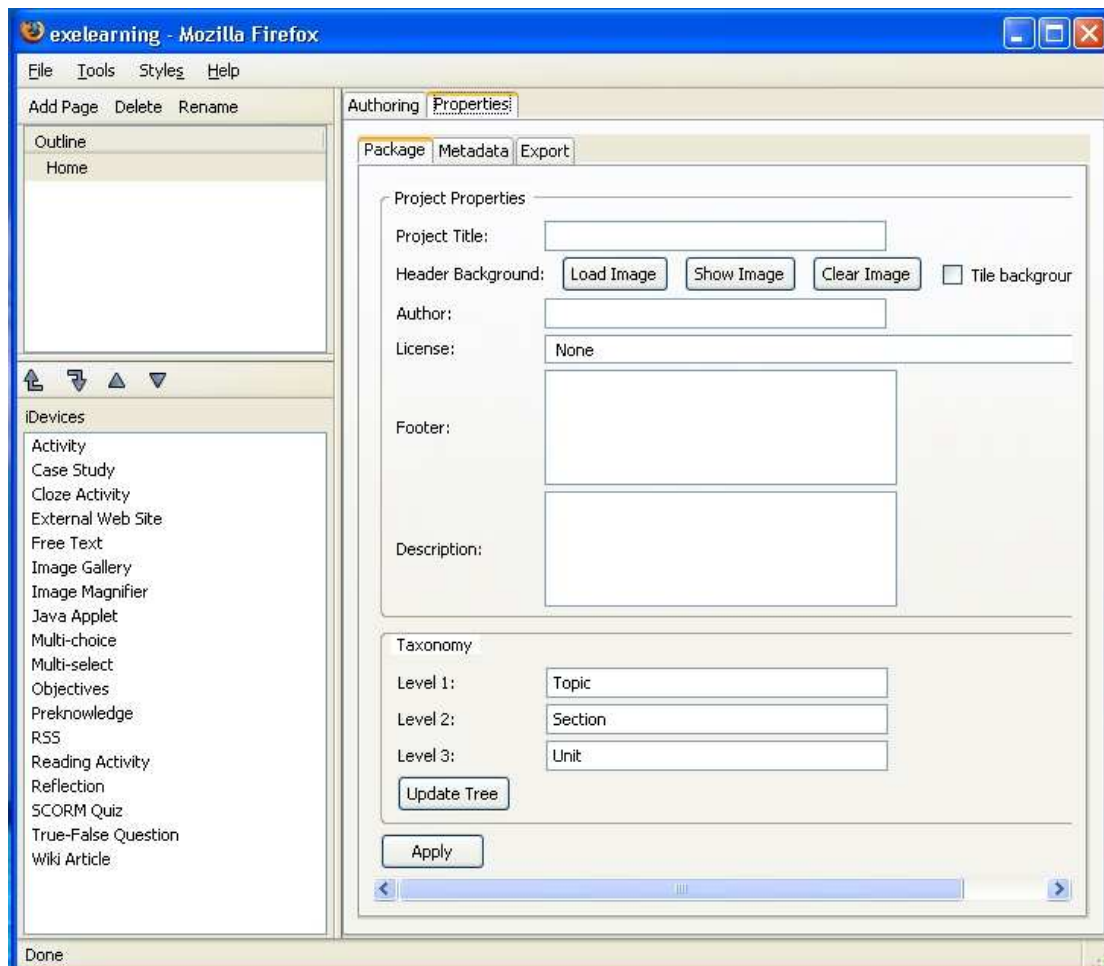 exelearning - Mozilla Firefox
File Tools Styles Help
Add Page Delete Rename
Outline
Home
iDevices
Activity
Case Study
Cloze Activity
External Web Site
Free Text
Image Gallery
Image Magnifier
Java Applet
Multi-choice
Multi-select
Objectives
Preknowledge
RSS
Reading Activity
Reflection
SCORM Quiz
True-False Question
Wiki Article
Authoring Properties
Package Metadata Export
Project Properties
Project Title:
Header Background: Load Image Show Image Clear Image Tile backgrour
Author:
License: None
Footer:
Description:
Taxonomy
Level 1: Topic
Level 2: Section
Level 3: Unit
Update Tree
Apply
Done